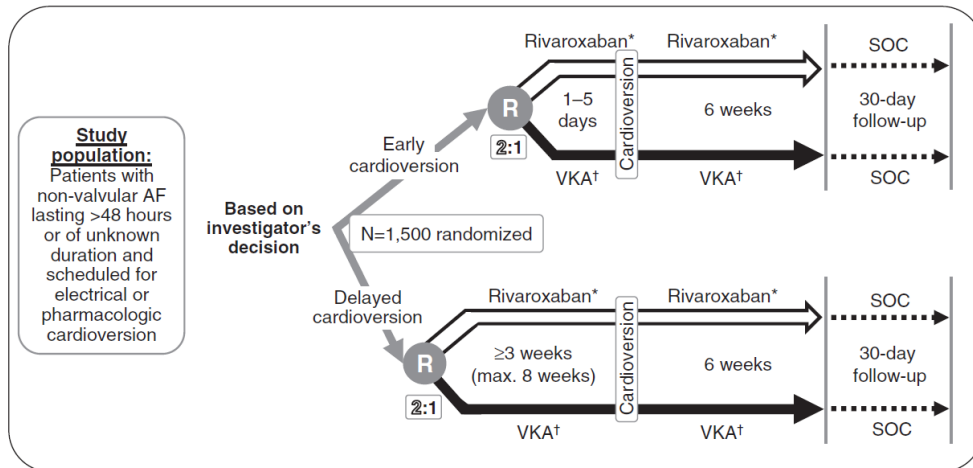 Study
population:
Patients with
non-valvular AF
lasting >48 hours
or of unknown
duration and
scheduled for
electrical or
pharmacologic
cardioversion
Based on
investigator’s
decision
N=1,500 randomized
Early
cardioversion
R
2:1
Rivaroxaban*
Rivaroxaban*
1–5
days
Cardioversion
6 weeks
VKA†
VKA†
SOC
30-day
follow-up
SOC
Delayed
cardioversion
R
2:1
Rivaroxaban*
Rivaroxaban*
≥3 weeks
(max. 8 weeks)
Cardioversion
6 weeks
VKA†
VKA†
SOC
30-day
follow-up
SOC